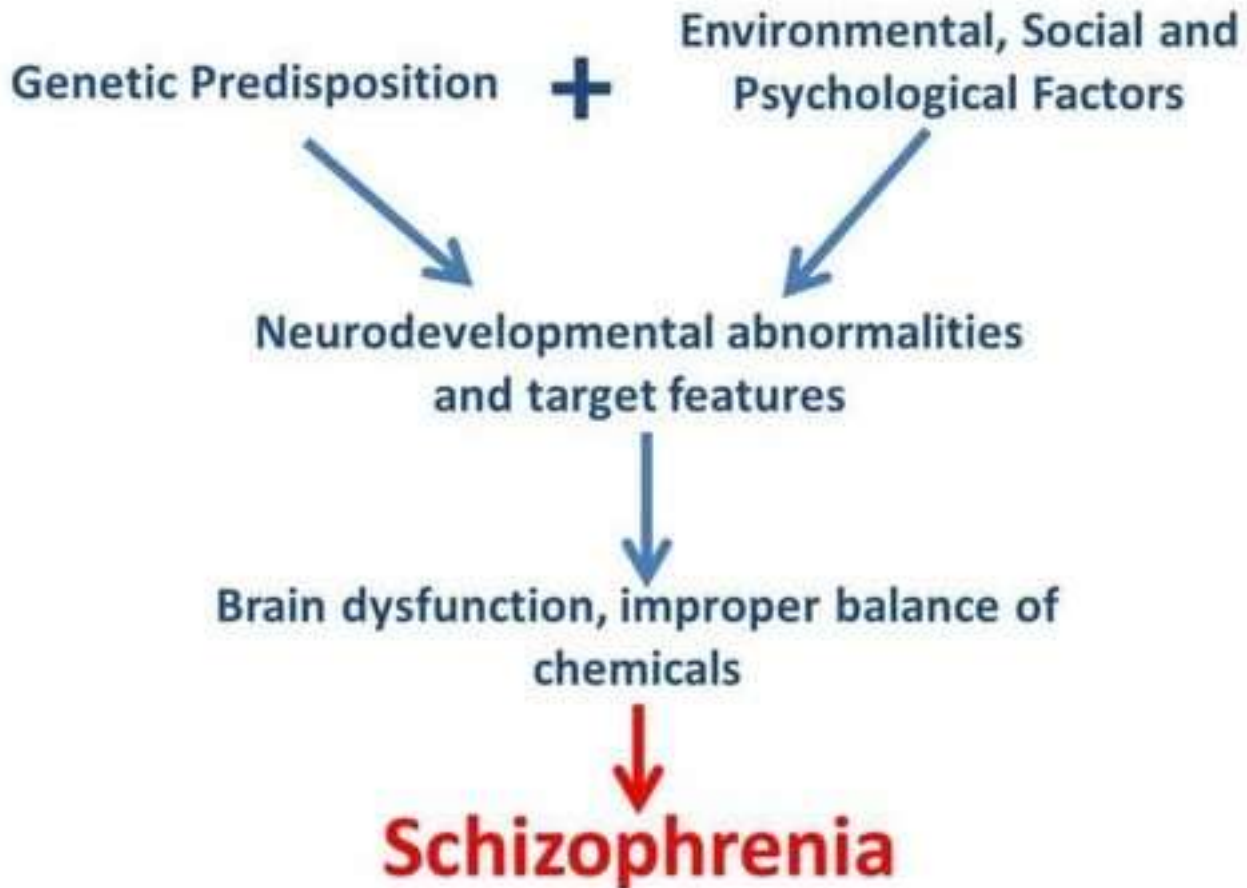 Genetic Predisposition + Environmental, Social and
Psychological Factors
Neurodevelopmental abnormalities
and target features
Brain dysfunction, improper balance of
chemicals
Schizophrenia